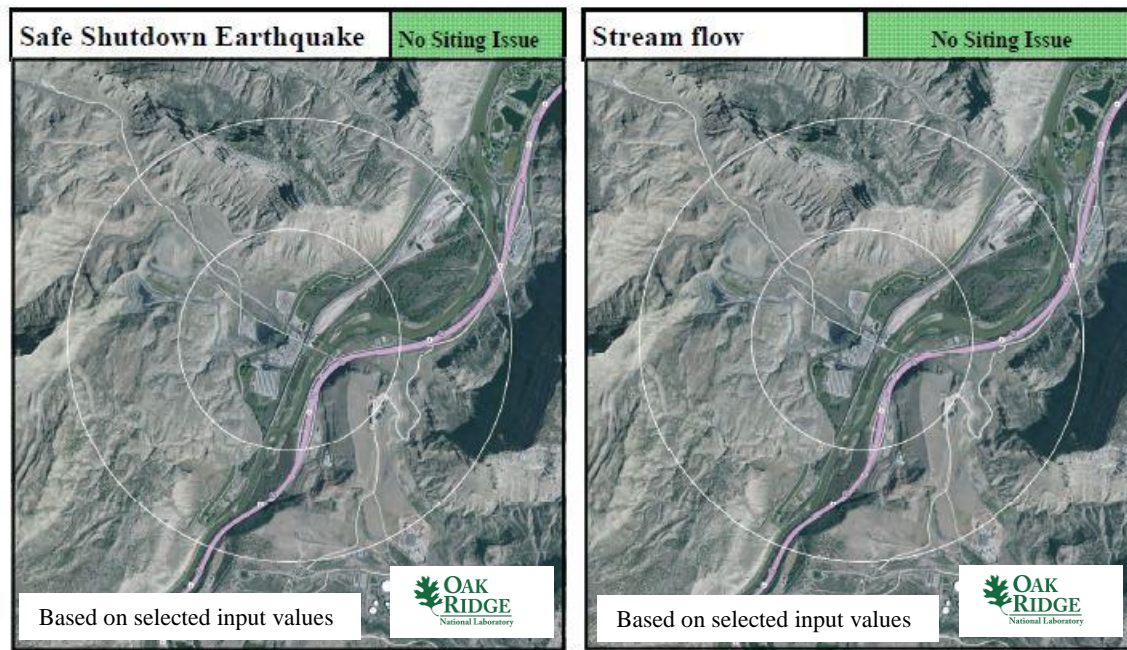 Safe Shutdown Earthquake
No Siting Issue
Based on selected input values
OAK
RIDGE
National Laboratory
Stream flow
No Siting Issue
Based on selected input values
OAK
RIDGE
National Laboratory